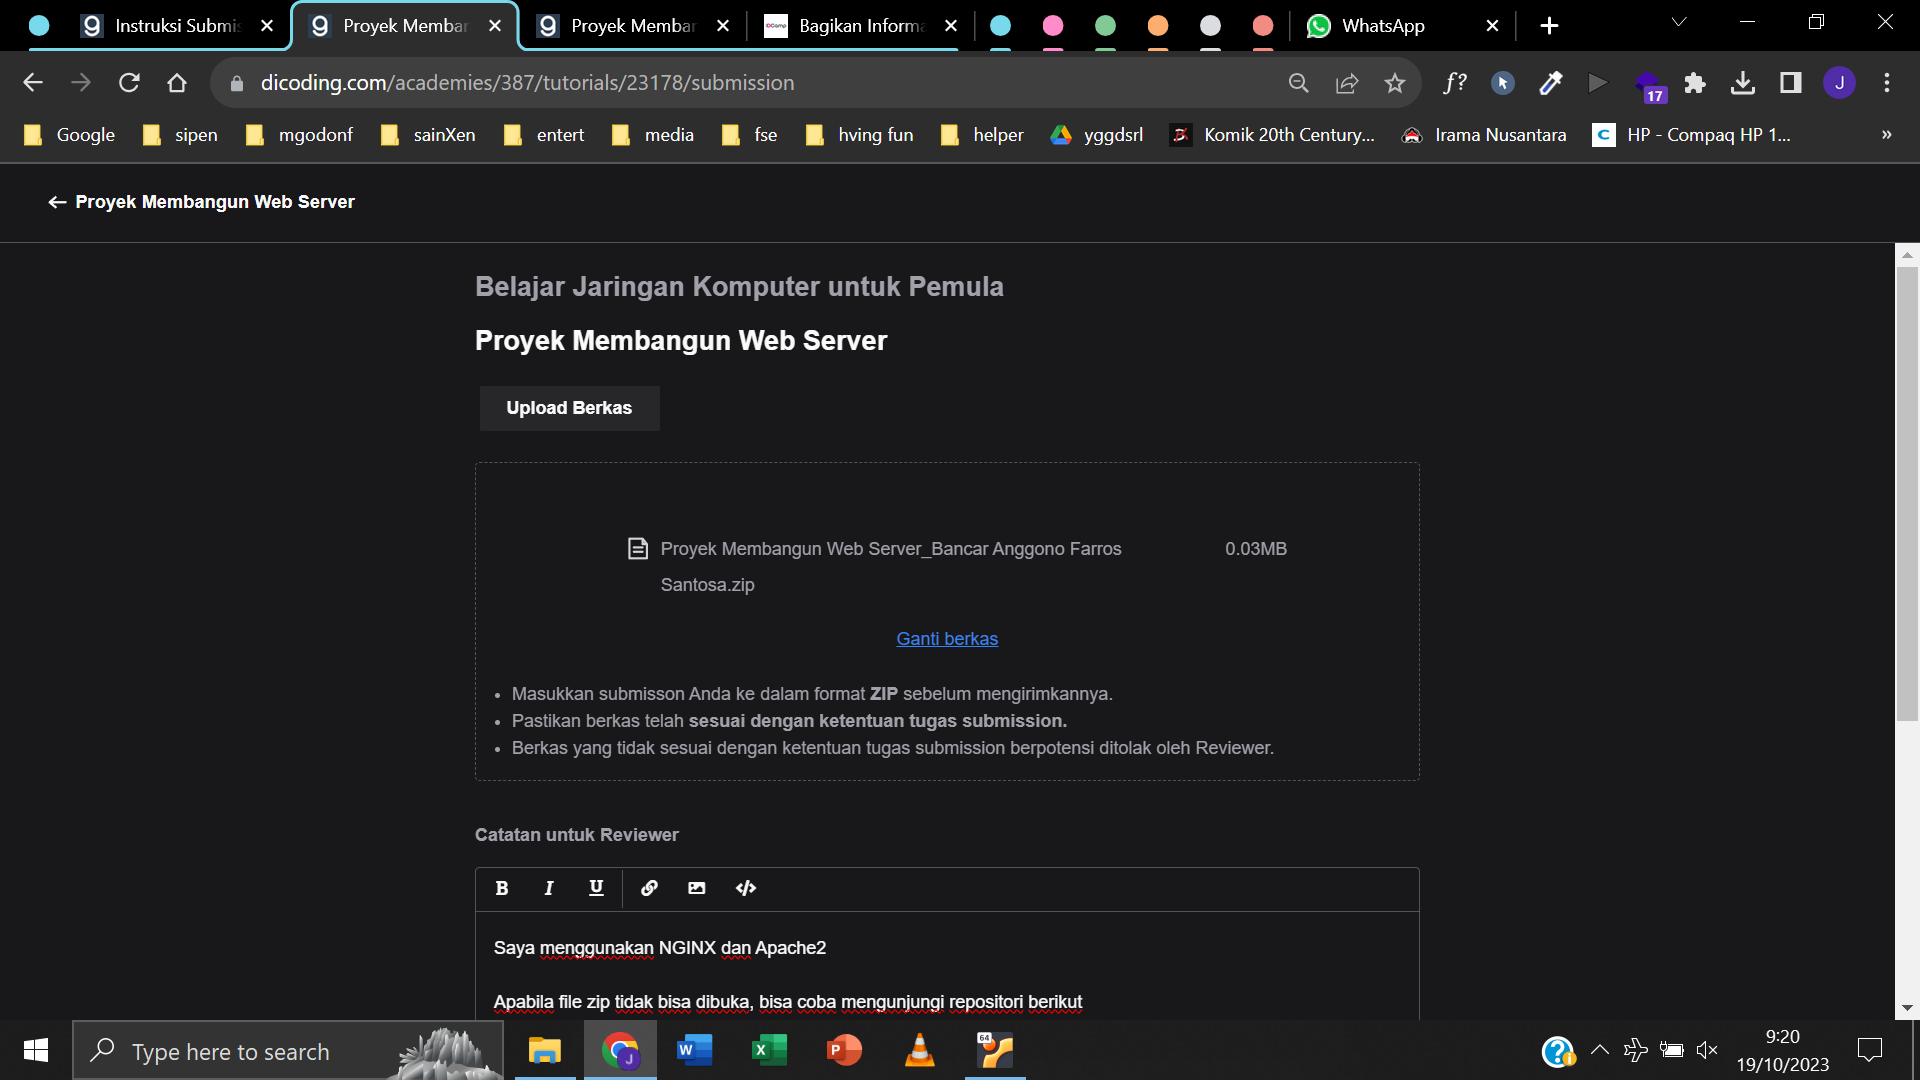 Instruksi Submis
Proyek Membar
Proyek Membar
Bagikan Informa
WhatsApp
dicoding.com/academies/387/tutorials/23178/submission
f?
17
J
Google
sipen
mgodonf
sainXen
entert
media
fse
hving fun
helper
yggdsrl
Komik 20th Century...
Irama Nusantara
C
HP - Compaq HP 1...
»
Proyek Membangun Web Server
Belajar Jaringan Komputer untuk Pemula
Proyek Membangun Web Server
Upload Berkas
Proyek Membangun Web Server_Bancar Anggono Farros
Santosa.zip
0.03MB
Ganti berkas
• Masukkan submisson Anda ke dalam format ZIP sebelum mengirimkannya.
• Pastikan berkas telah sesuai dengan ketentuan tugas submission.
• Berkas yang tidak sesuai dengan ketentuan tugas submission berpotensi ditolak oleh Reviewer.
Catatan untuk Reviewer
B I U
Saya menggunakan NGINX dan Apache2
Apabila file zip tidak bisa dibuka, bisa coba mengunjungi repositori berikut
Type here to search
J
W
X
P
64
9:20
19/10/2023